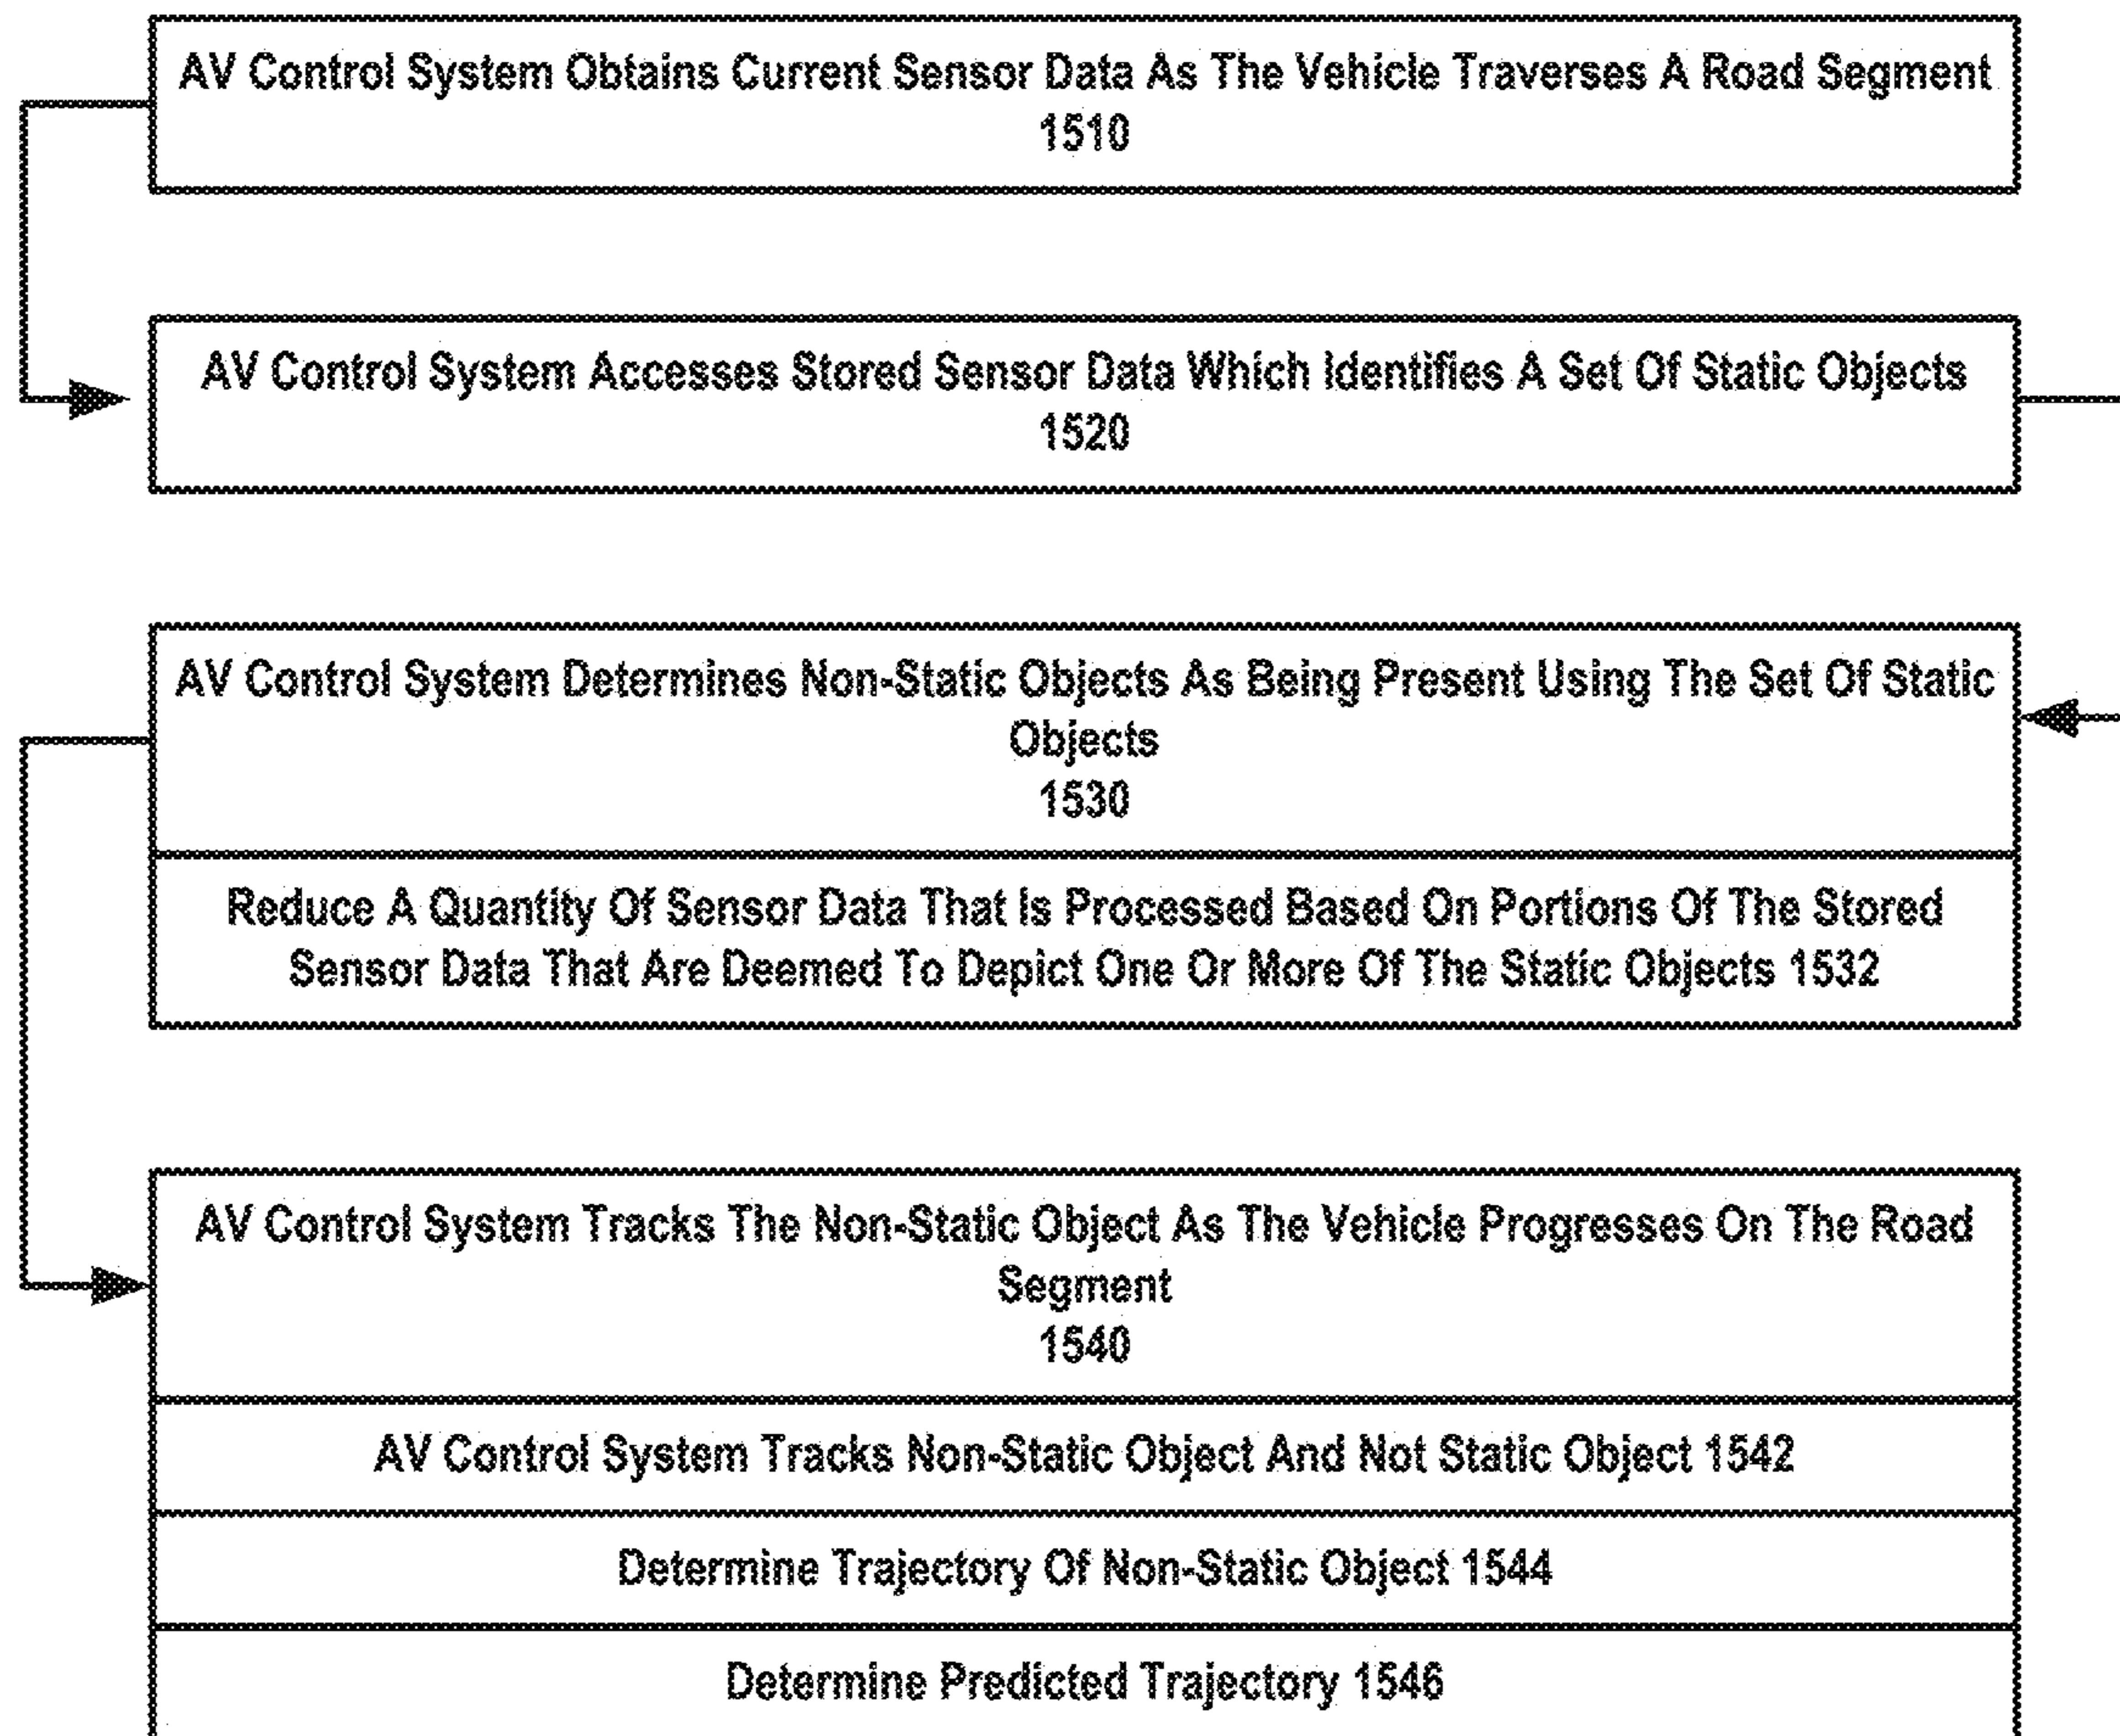 AV Control System Obtains Current Sensor Data As The Vehicle Traverses A Road Segment
1510
AV Control System Accesses Stored Sensor Data Which Identifies A Set Of Static Objects
1520
AV Control System Determines Non-Static Objects As Being Present Using The Set Of Static
Objects
1530
Reduce A Quantity Of Sensor Data That Is Processed Based On Portions Of The Stored
Sensor Data That Are Deemed To Depict One Or More Of The Static Objects 1532
AV Control System Tracks The Non-Static Object As The Vehicle Progresses On The Road
Segment
1540
AV Control System Tracks Non-Static Object And Not Static Object 1542
Determine Trajectory Of Non-Static Object 1544
Determine Predicted Trajectory 1546